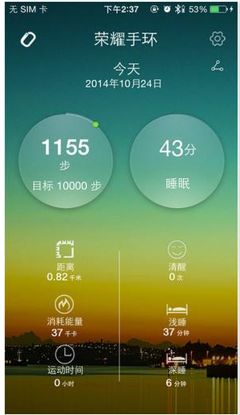 无 SIM 卡 下午2:37 53%
荣耀手环
今天
2014年10月24日
1155
步
目标 10000 步
43分
睡眠
距离
0.82 千米
清醒
0 次
消耗能量
37 千卡
浅睡
37 分钟
运动时间
0 小时
深睡
6 分钟